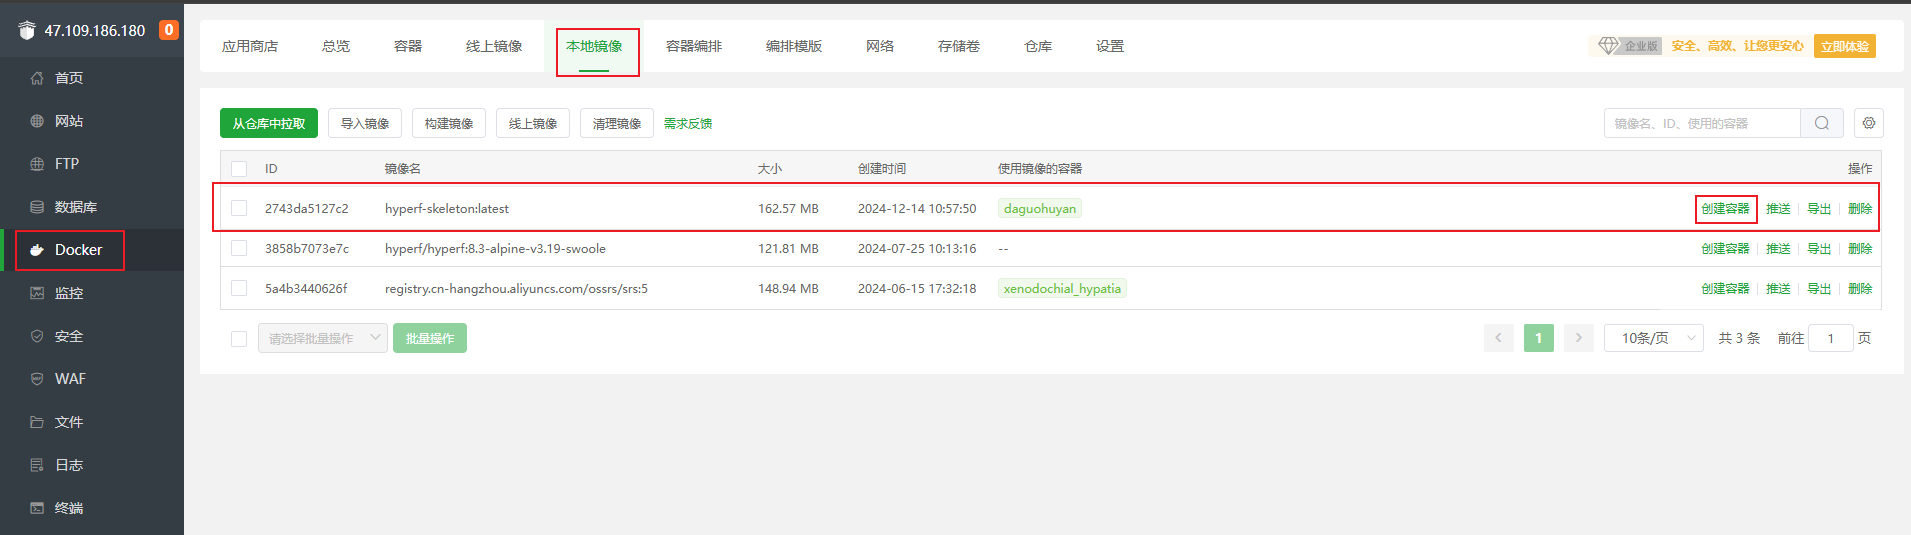 47.109.186.180 0
首页
网站
FTP
数据库
Docker
监控
安全
WAF
文件
日志
终端
应用商店 总览 容器 线上镜像 本地镜像 容器编排 编排模版 网络 存储卷 仓库 设置 企业版 安全、高效、让您更安心 立即体验
从仓库中拉取 导入镜像 构建镜像 线上镜像 清理镜像 需求反馈 镜像名、ID、使用的容器
ID 镜像名 大小 创建时间 使用镜像的容器 操作
2743da5127c2 hyperf-skeleton:latest 162.57 MB 2024-12-14 10:57:50 daguohuyan 创建容器 推送 导出 删除
3858b7073e7c hyperf/hyperf:8.3-alpine-v3.19-swoole 121.81 MB 2024-07-25 10:13:16 -- 创建容器 推送 导出 删除
5a4b3440626f registry.cn-hangzhou.aliyuncs.com/ossrs/srs:5 148.94 MB 2024-06-15 17:32:18 xenodochial_hypatia 创建容器 推送 导出 删除
请选择批量操作 批量操作 1 10条/页 共 3 条 前往 1 页